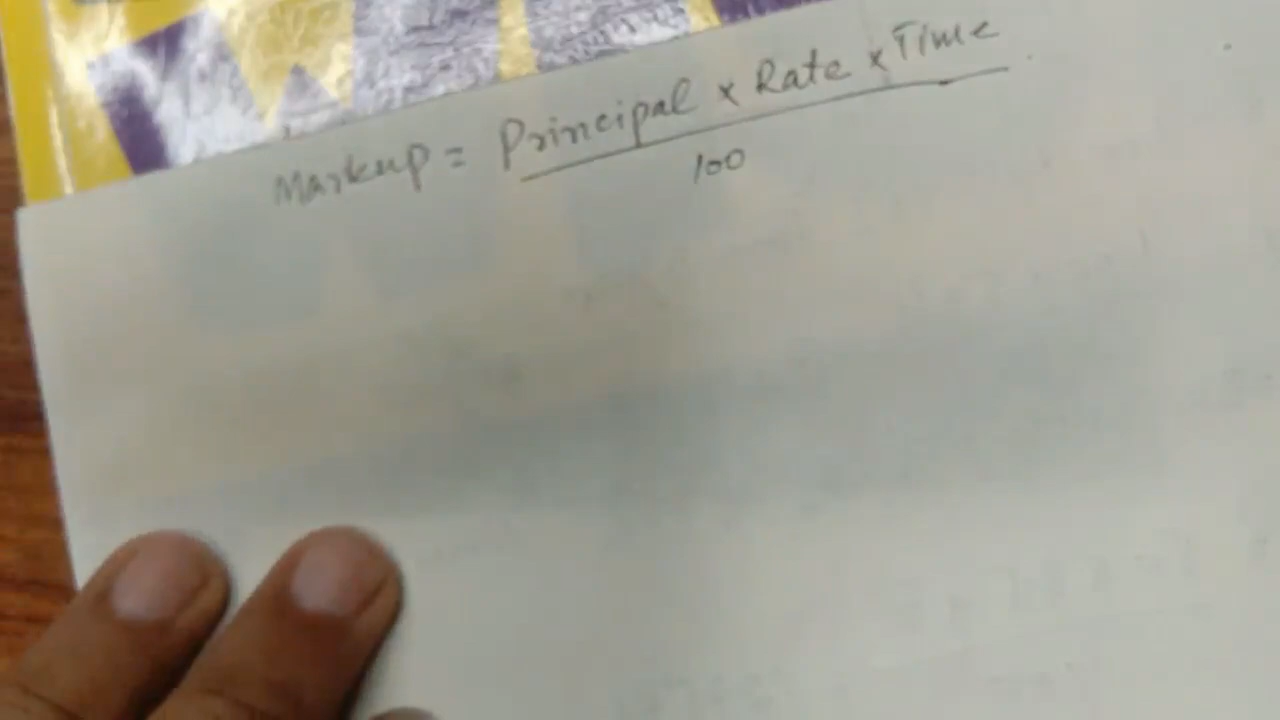 Markup = Principal × Rate × Time
100